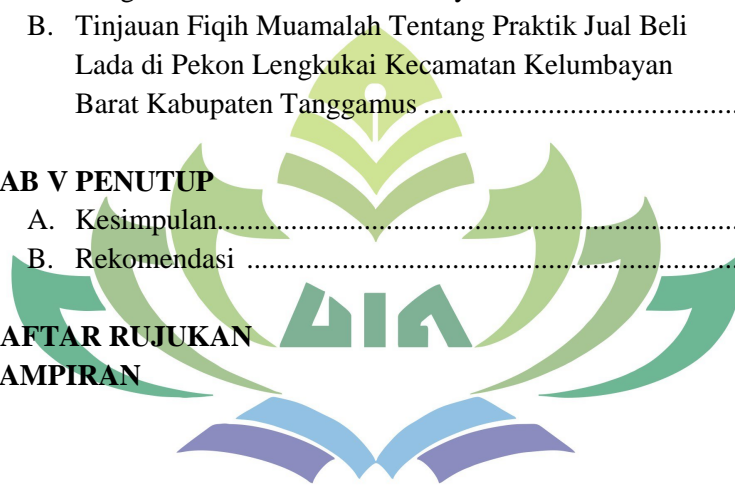 B. Tinjauan Fiqih Muamalah Tentang Praktik Jual Beli
Lada di Pekon Lengkukai Kecamatan Kelumbayan
Barat Kabupaten Tanggamus ........................................
AB V PENUTUP
A. Kesimpulan....................................................................
B. Rekomendasi ................................................................
UIN
AFTAR RUJUKAN
AMPIRAN